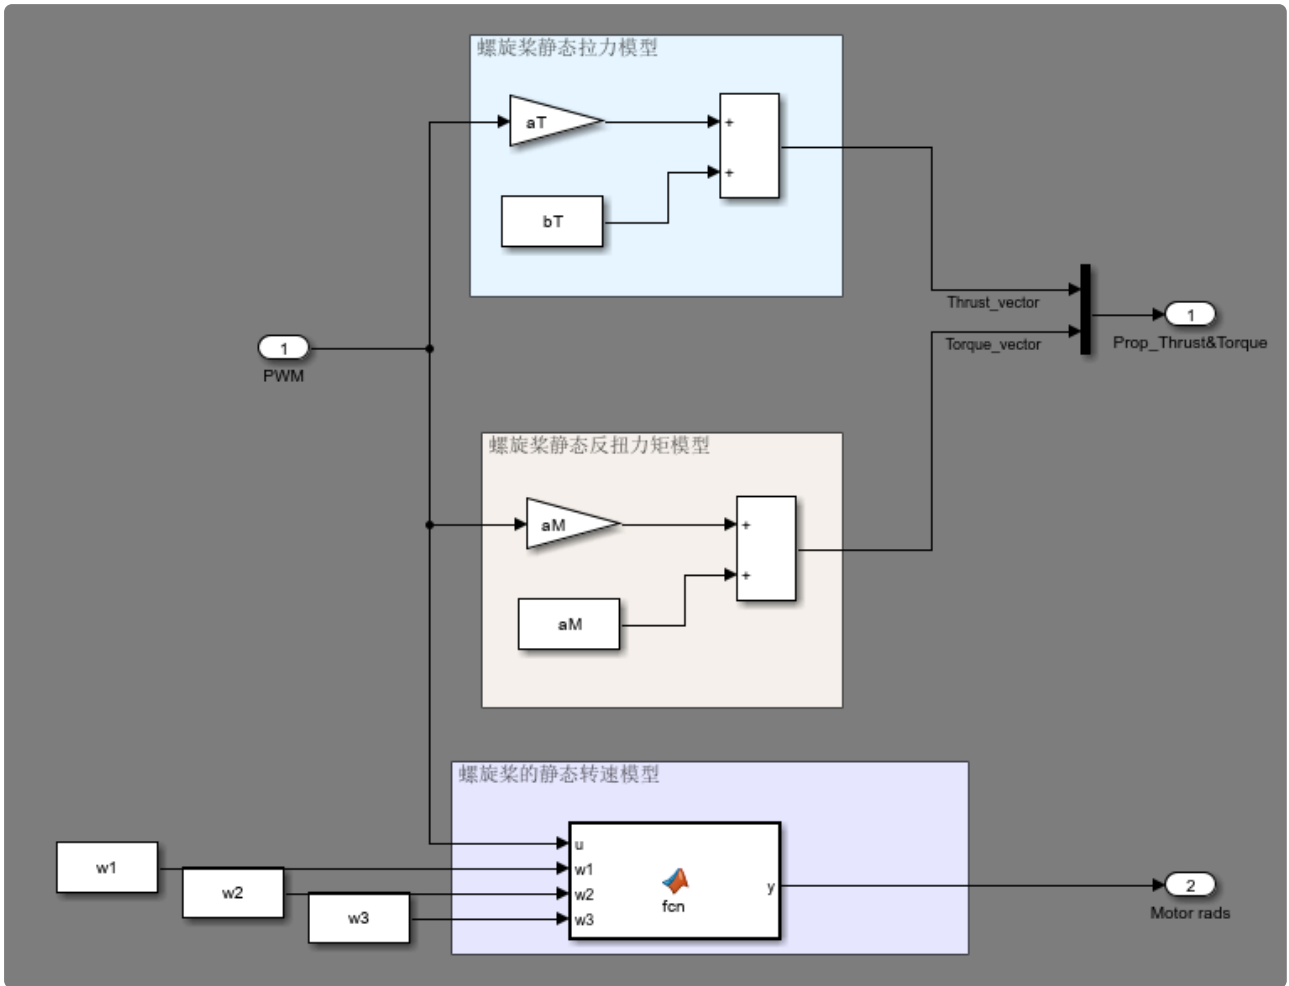 螺旋桨静态拉力模型
aT
+
+
bT
Thrust_vector
1
Prop_Thrust&Torque
Torque_vector
1
PWM
螺旋桨静态反扭力矩模型
aM
+
+
aM
螺旋桨的静态转速模型
w1
w2
w3
u
w1
w2
w3
y
fcn
2
Motor rads